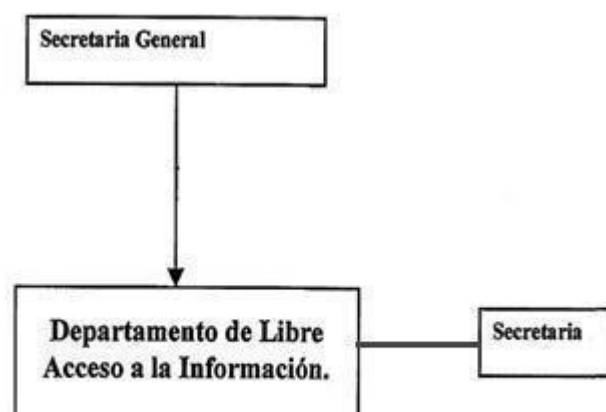 Secretaria General
Departamento de Libre
Acceso a la Información.
Secretaria